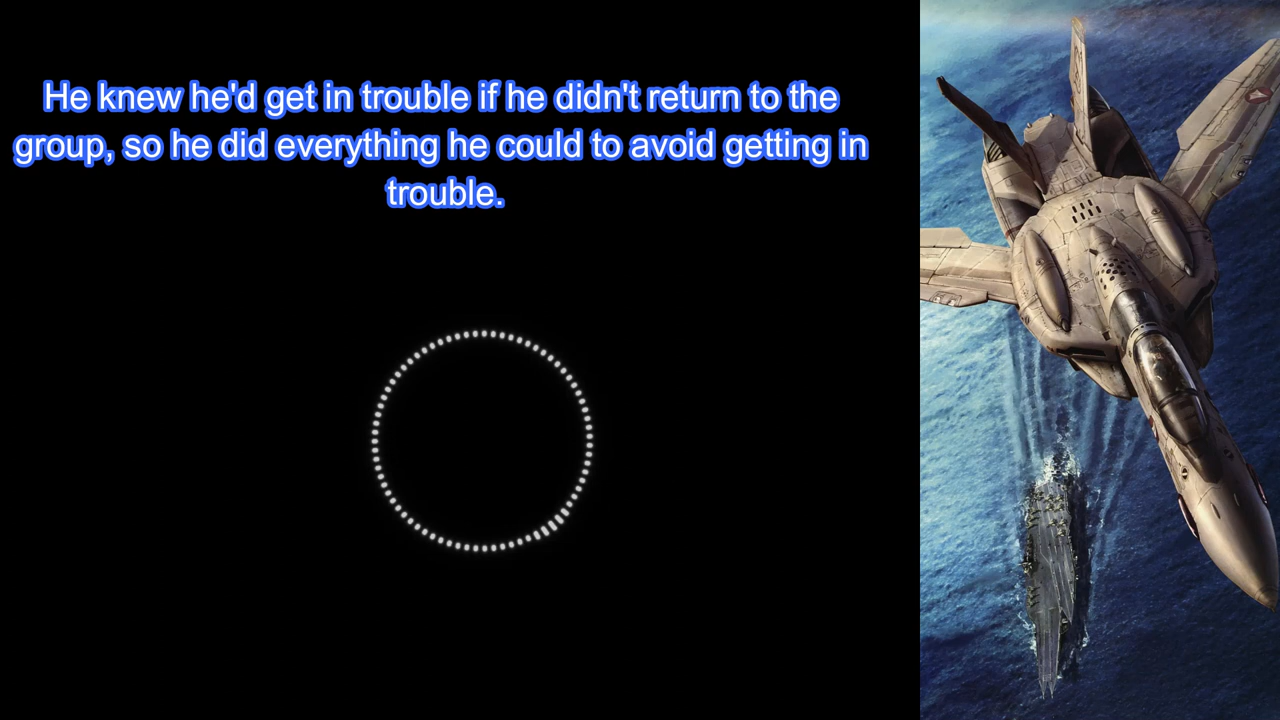 He knew he'd get in trouble if he didn't return to the
group, so he did everything he could to avoid getting in
trouble.